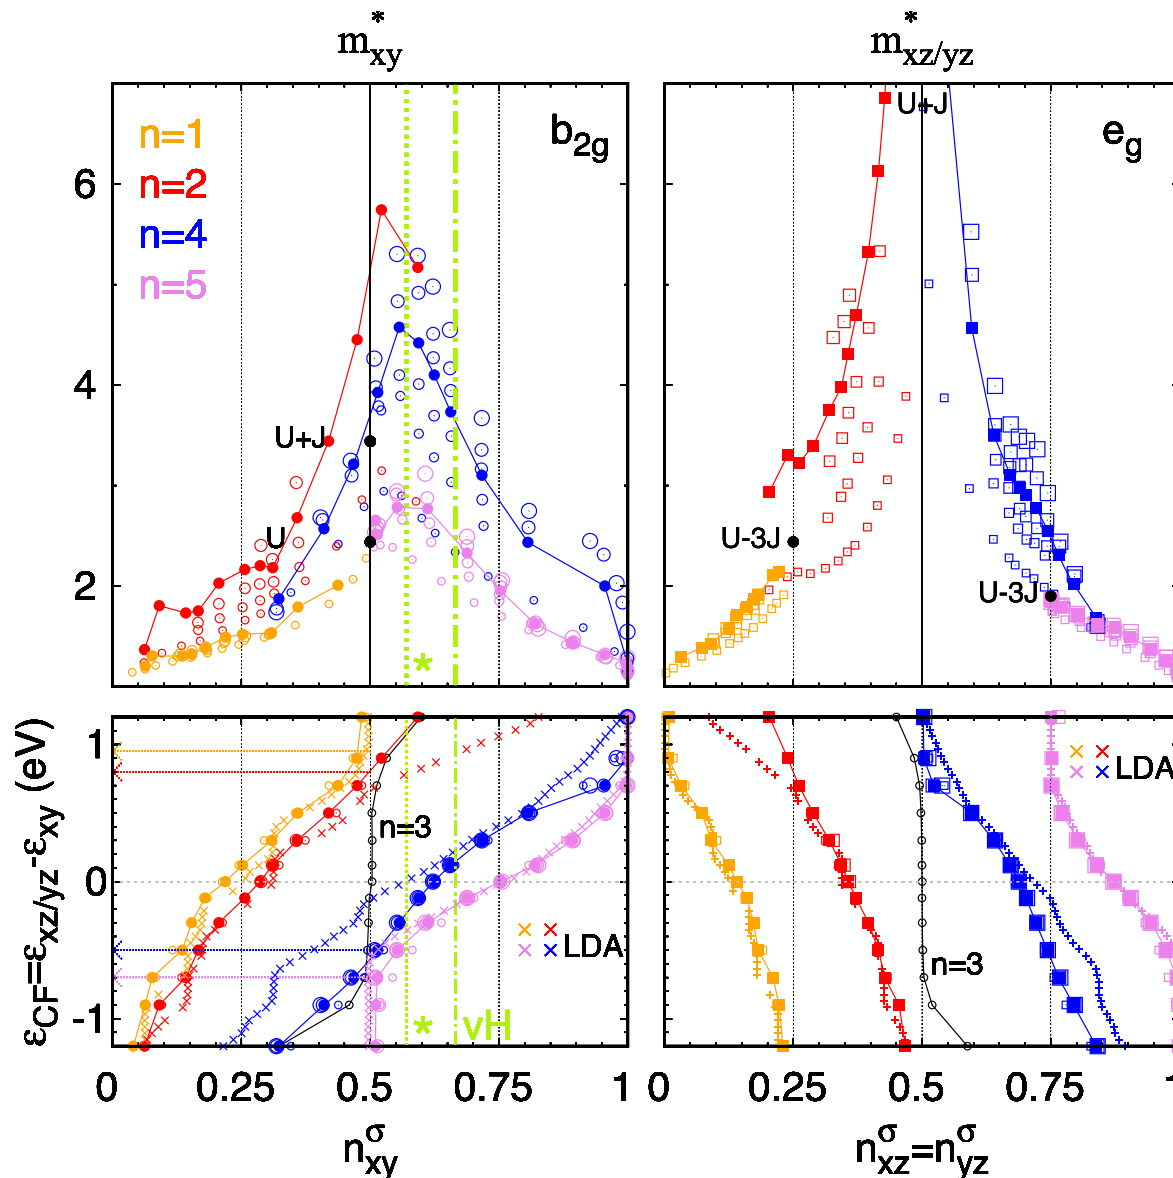 m*xy
m*xz/yz
n=1
n=2
n=4
n=5
b2g
eg
6
4
2
U+J
U
U+J
U-3J
U-3J
*
εCF=εxz/yz-εxy (eV)
1
0
-1
n=3
LDA
* vH
n=3
LDA
0 0.25 0.5 0.75 1
0 0.25 0.5 0.75 1
nσxy
nσxz=nσyz